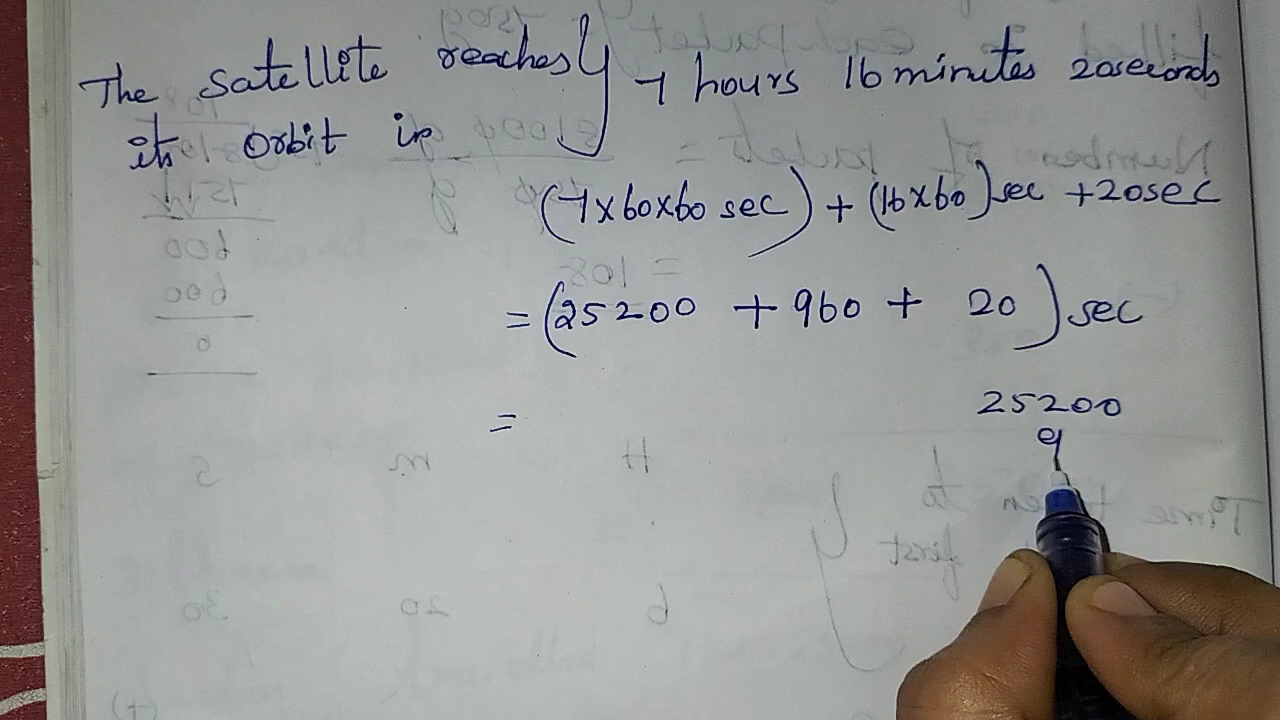 The satellite reaches } 7 hours 16 minutes 20 seconds
its orbit in
(7 x 60 x 60 sec) + (16 x 60) sec + 20 sec
= (25200 + 960 + 20) sec
=
25200
9